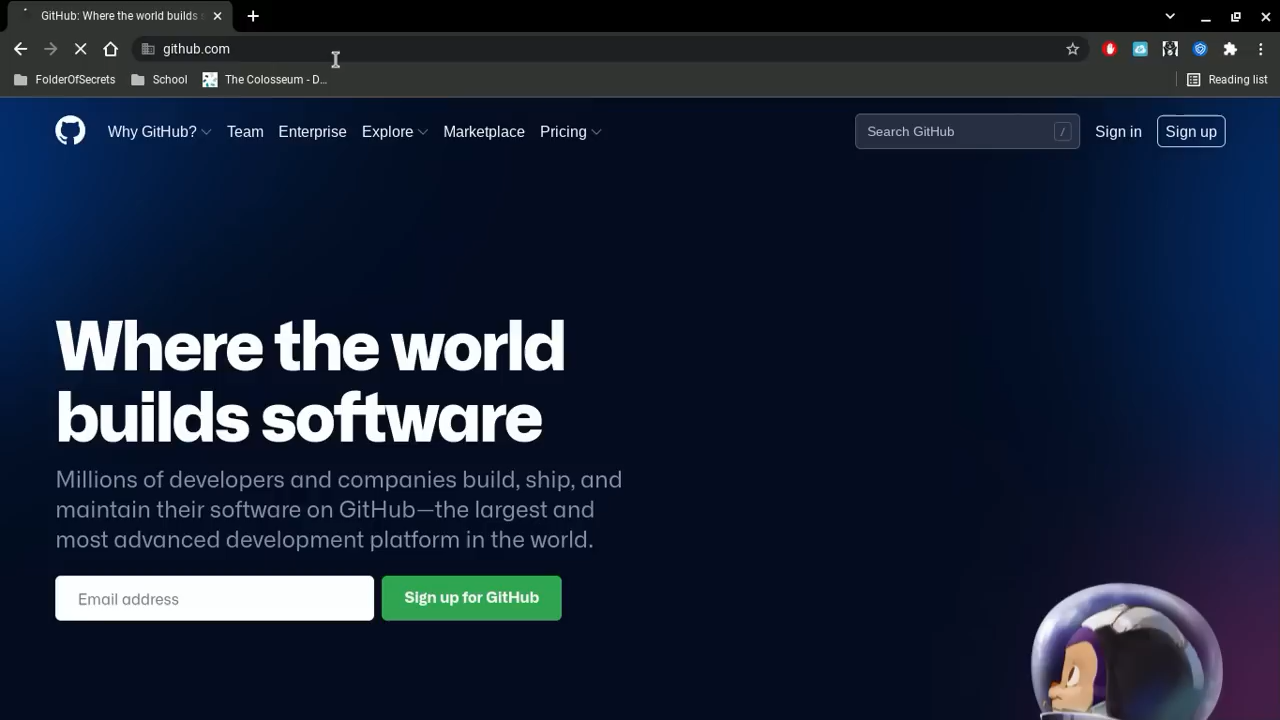 GitHub: Where the world builds s
github.com
FolderOfSecrets School The Colosseum - D... Reading list
Why GitHub? Team Enterprise Explore Marketplace Pricing Search GitHub / Sign in Sign up
Where the world
builds software
Millions of developers and companies build, ship, and
maintain their software on GitHub—the largest and
most advanced development platform in the world.
Email address Sign up for GitHub